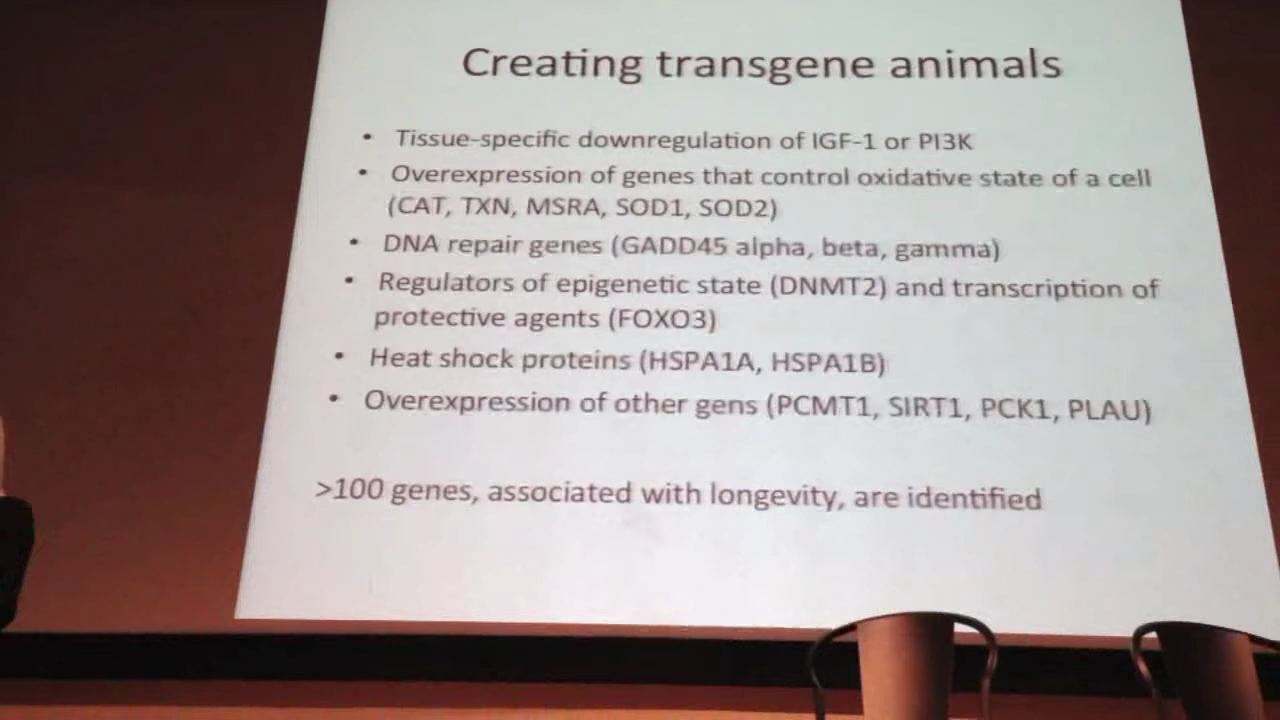 Creating transgene animals
• Tissue-specific downregulation of IGF-1 or PI3K
• Overexpression of genes that control oxidative state of a cell
(CAT, TXN, MSRA, SOD1, SOD2)
• DNA repair genes (GADD45 alpha, beta, gamma)
• Regulators of epigenetic state (DNMT2) and transcription of
protective agents (FOXO3)
• Heat shock proteins (HSPA1A, HSPA1B)
• Overexpression of other gens (PCMT1, SIRT1, PCK1, PLAU)
>100 genes, associated with longevity, are identified